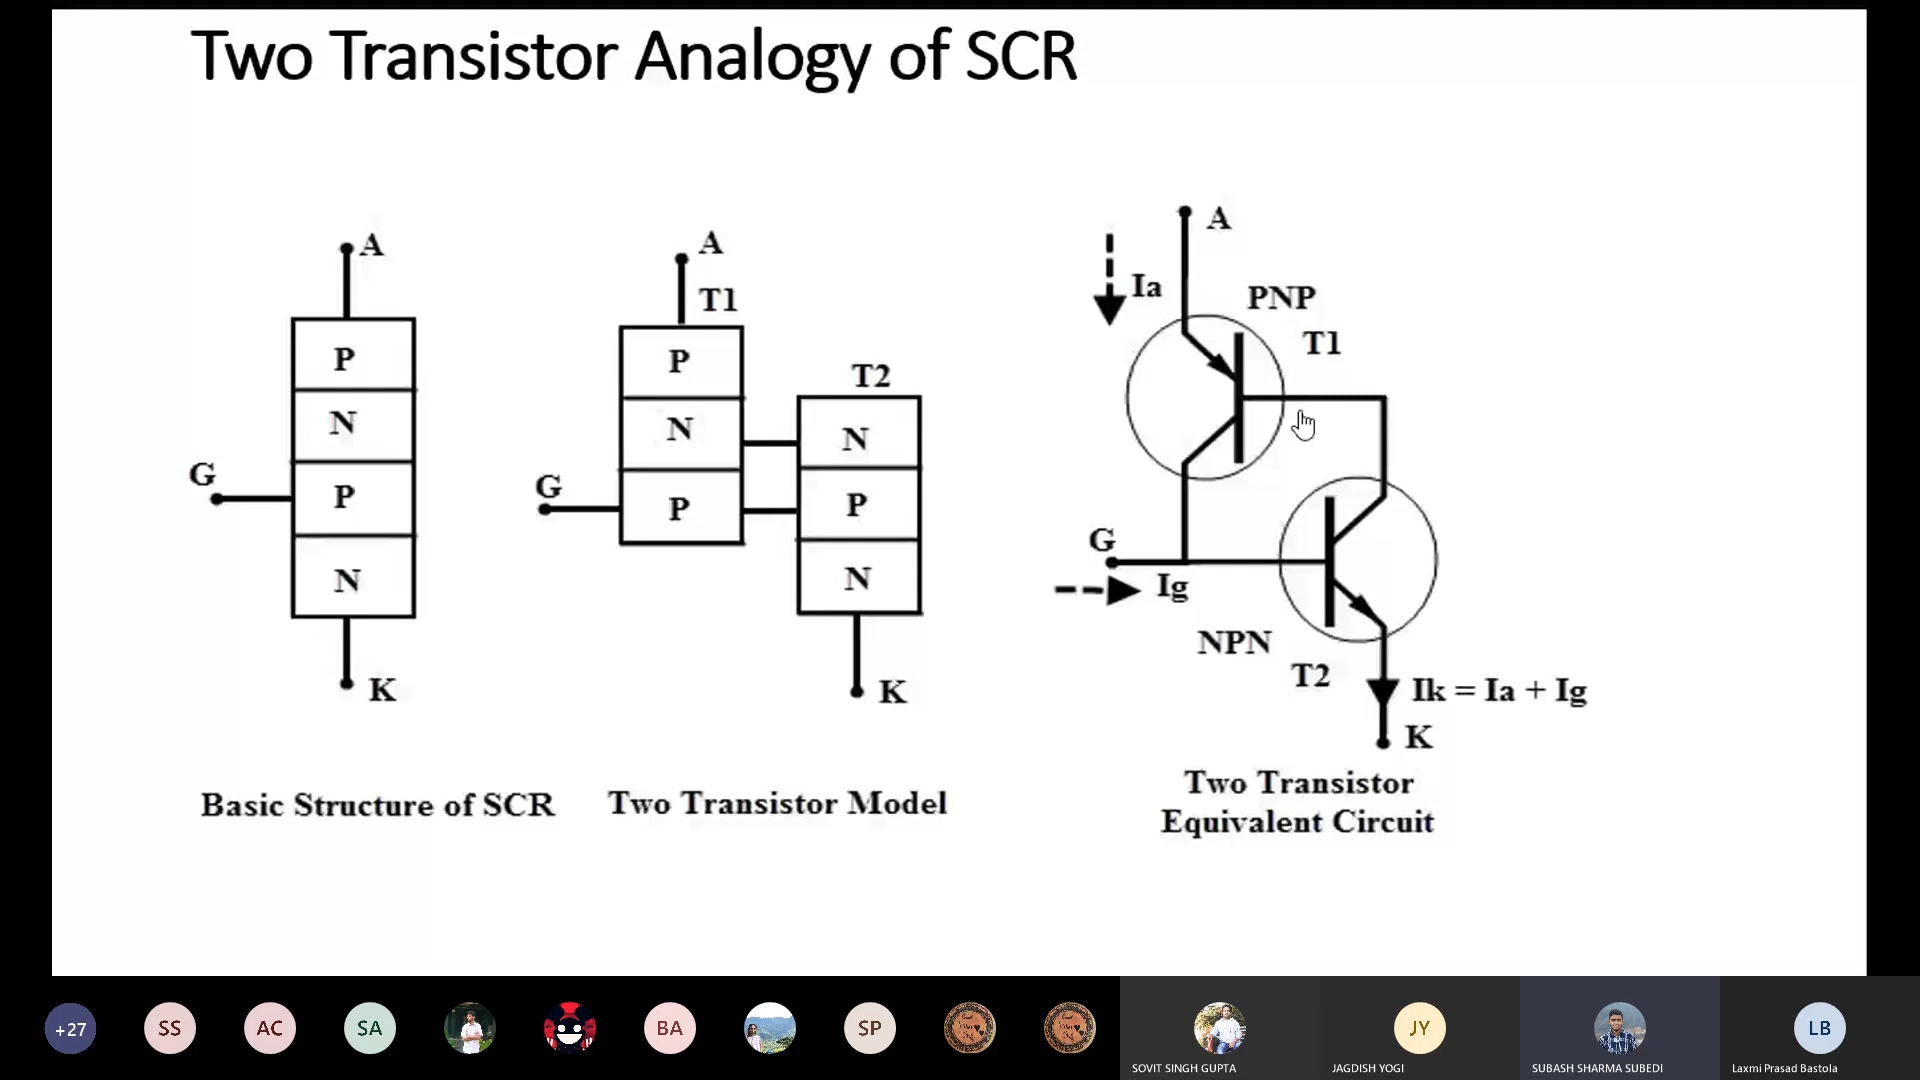 Two Transistor Analogy of SCR
A
P
N
P
N
G
K
Basic Structure of SCR
A
T1
P
N
P
G
T2
N
P
N
K
Two Transistor Model
A
Ia
PNP
T1
G
Ig
NPN
T2
Ik = Ia + Ig
K
Two Transistor
Equivalent Circuit
+27
SS
AC
SA
BA
SP
SOVIT SINGH GUPTA
JY
JAGDISH YOGI
SUBASH SHARMA SUBEDI
LB
Laxmi Prasad Bastola